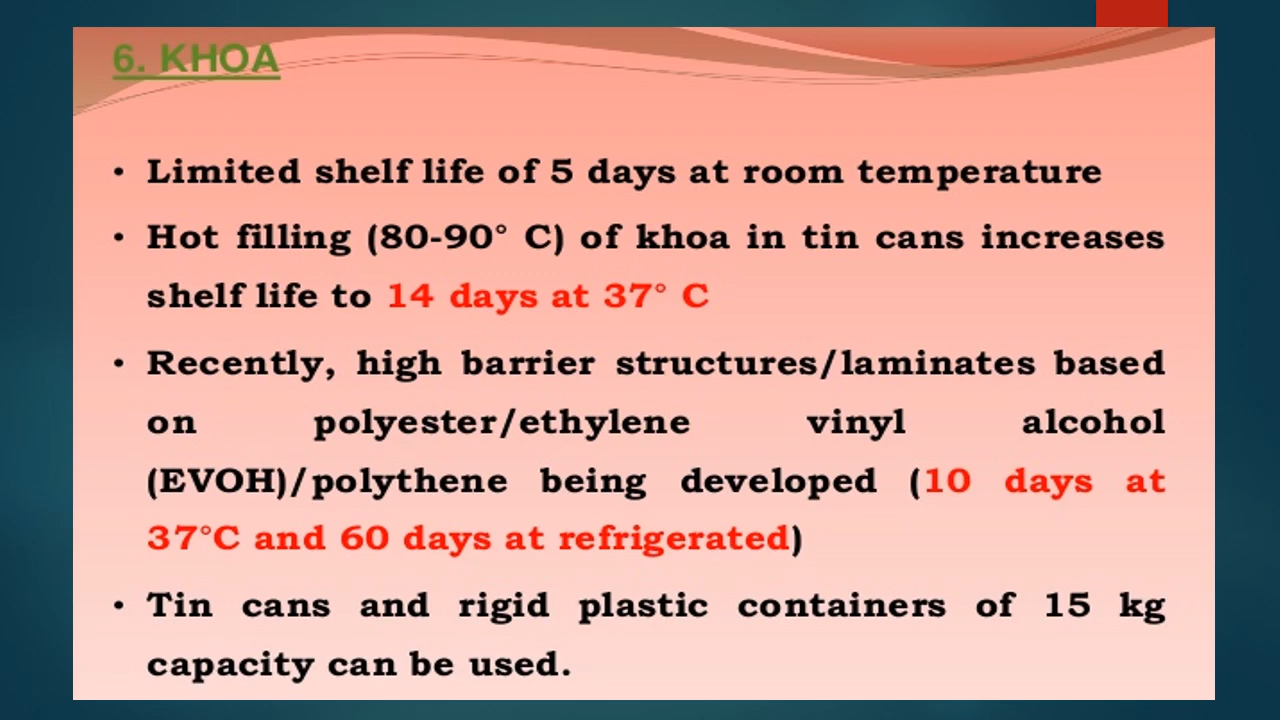 6. KHOA
• Limited shelf life of 5 days at room temperature
• Hot filling (80-90° C) of khoa in tin cans increases
shelf life to 14 days at 37° C
• Recently, high barrier structures/laminates based
on polyester/ethylene vinyl alcohol
(EVOH)/polythene being developed (10 days at
37°C and 60 days at refrigerated)
• Tin cans and rigid plastic containers of 15 kg
capacity can be used.